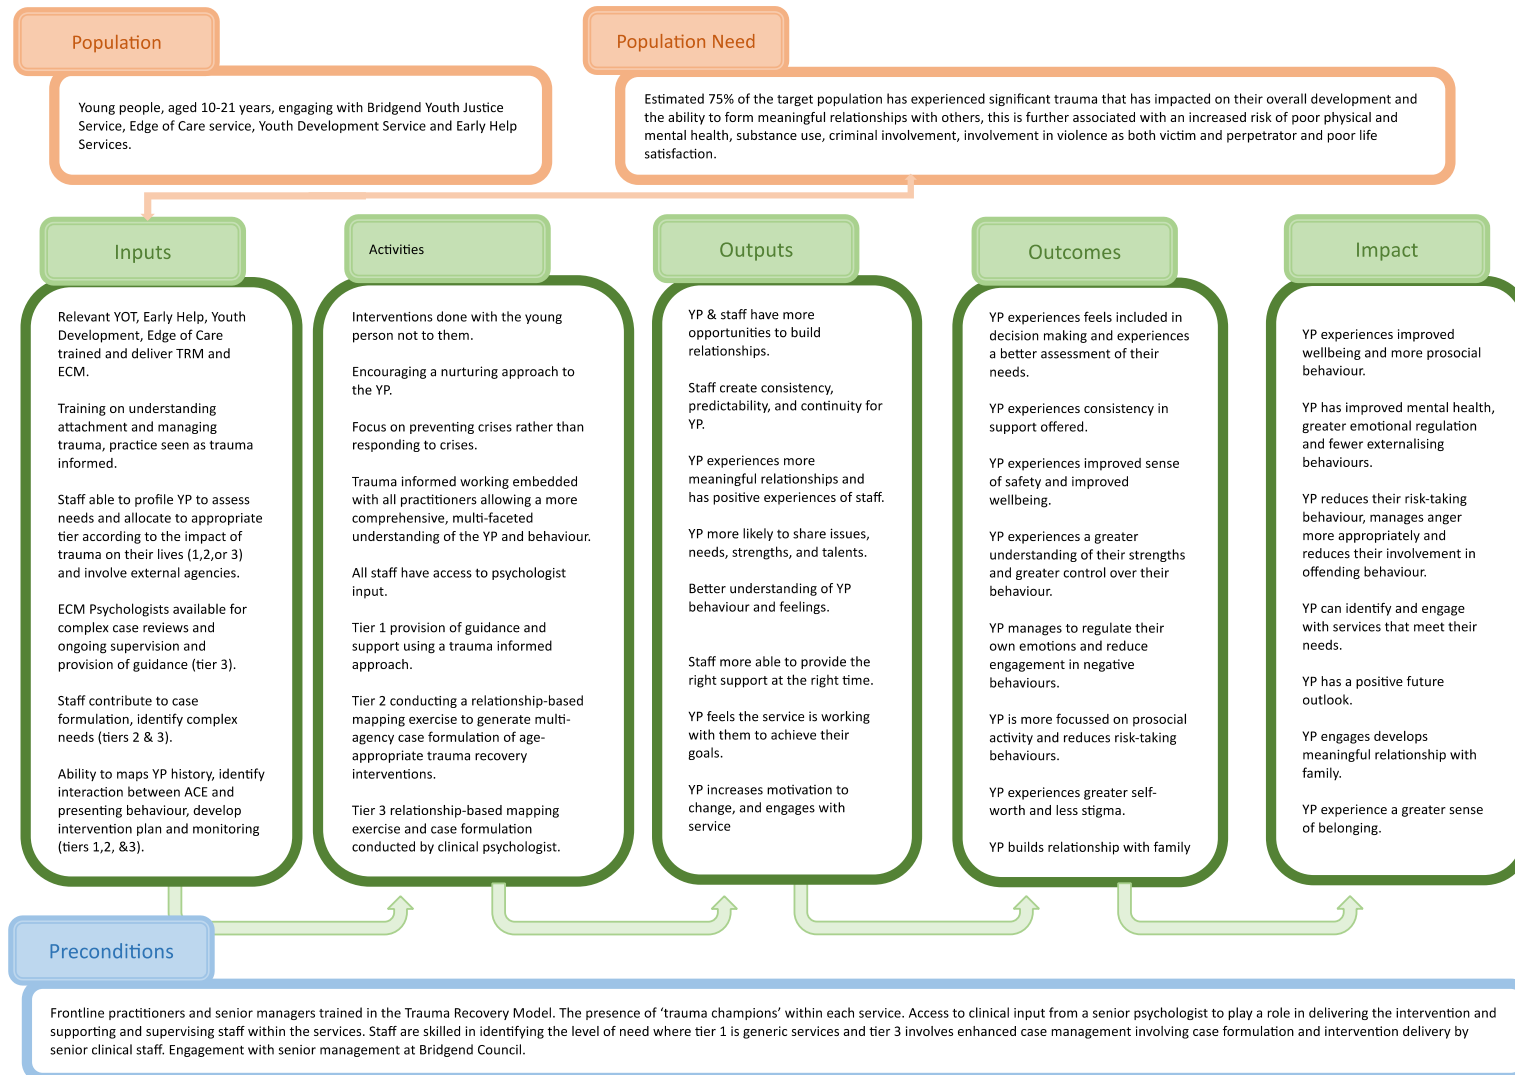 Population
Young people, aged 10-21 years, engaging with Bridgend Youth Justice
Service, Edge of Care service, Youth Development Service and Early Help
Services.
Population Need
Estimated 75% of the target population has experienced significant trauma that has impacted on their overall development and
the ability to form meaningful relationships with others, this is further associated with an increased risk of poor physical and
mental health, substance use, criminal involvement, involvement in violence as both victim and perpetrator and poor life
satisfaction.
Inputs
Relevant YOT, Early Help, Youth
Development, Edge of Care
trained and deliver TRM and
ECM.
Training on understanding
attachment and managing
trauma, practice seen as trauma
informed.
Staff able to profile YP to assess
needs and allocate to appropriate
tier according to the impact of
trauma on their lives (1,2,or 3)
and involve external agencies.
ECM Psychologists available for
complex case reviews and
ongoing supervision and
provision of guidance (tier 3).
Staff contribute to case
formulation, identify complex
needs (tiers 2 & 3).
Ability to maps YP history, identify
interaction between ACE and
presenting behaviour, develop
intervention plan and monitoring
(tiers 1,2, &3).
Activities
Interventions done with the young
person not to them.
Encouraging a nurturing approach to
the YP.
Focus on preventing crises rather than
responding to crises.
Trauma informed working embedded
with all practitioners allowing a more
comprehensive, multi-faceted
understanding of the YP and behaviour.
All staff have access to psychologist
input.
Tier 1 provision of guidance and
support using a trauma informed
approach.
Tier 2 conducting a relationship-based
mapping exercise to generate multi-
agency case formulation of age-
appropriate trauma recovery
interventions.
Tier 3 relationship-based mapping
exercise and case formulation
conducted by clinical psychologist.
Outputs
YP & staff have more
opportunities to build
relationships.
Staff create consistency,
predictability, and continuity for
YP.
YP experiences more
meaningful relationships and
has positive experiences of staff.
YP more likely to share issues,
needs, strengths, and talents.
Better understanding of YP
behaviour and feelings.
Staff more able to provide the
right support at the right time.
YP feels the service is working
with them to achieve their
goals.
YP increases motivation to
change, and engages with
service
Outcomes
YP experiences feels included in
decision making and experiences
a better assessment of their
needs.
YP experiences consistency in
support offered.
YP experiences improved sense
of safety and improved
wellbeing.
YP experiences a greater
understanding of their strengths
and greater control over their
behaviour.
YP manages to regulate their
own emotions and reduce
engagement in negative
behaviours.
YP is more focussed on prosocial
activity and reduces risk-taking
behaviours.
YP experiences greater self-
worth and less stigma.
YP builds relationship with family
Impact
YP experiences improved
wellbeing and more prosocial
behaviour.
YP has improved mental health,
greater emotional regulation
and fewer externalising
behaviours.
YP reduces their risk-taking
behaviour, manages anger
more appropriately and
reduces their involvement in
offending behaviour.
YP can identify and engage
with services that meet their
needs.
YP has a positive future
outlook.
YP engages develops
meaningful relationship with
family.
YP experience a greater sense
of belonging.
Preconditions
Frontline practitioners and senior managers trained in the Trauma Recovery Model. The presence of ‘trauma champions’ within each service. Access to clinical input from a senior psychologist to play a role in delivering the intervention and
supporting and supervising staff within the services. Staff are skilled in identifying the level of need where tier 1 is generic services and tier 3 involves enhanced case management involving case formulation and intervention delivery by
senior clinical staff. Engagement with senior management at Bridgend Council.